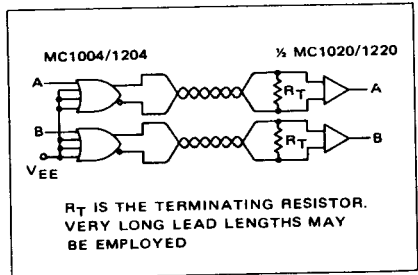 MC1004/1204 ½ MC1020/1220
A RT A
B RT B
VEE
RT IS THE TERMINATING RESISTOR.
VERY LONG LEAD LENGTHS MAY
BE EMPLOYED